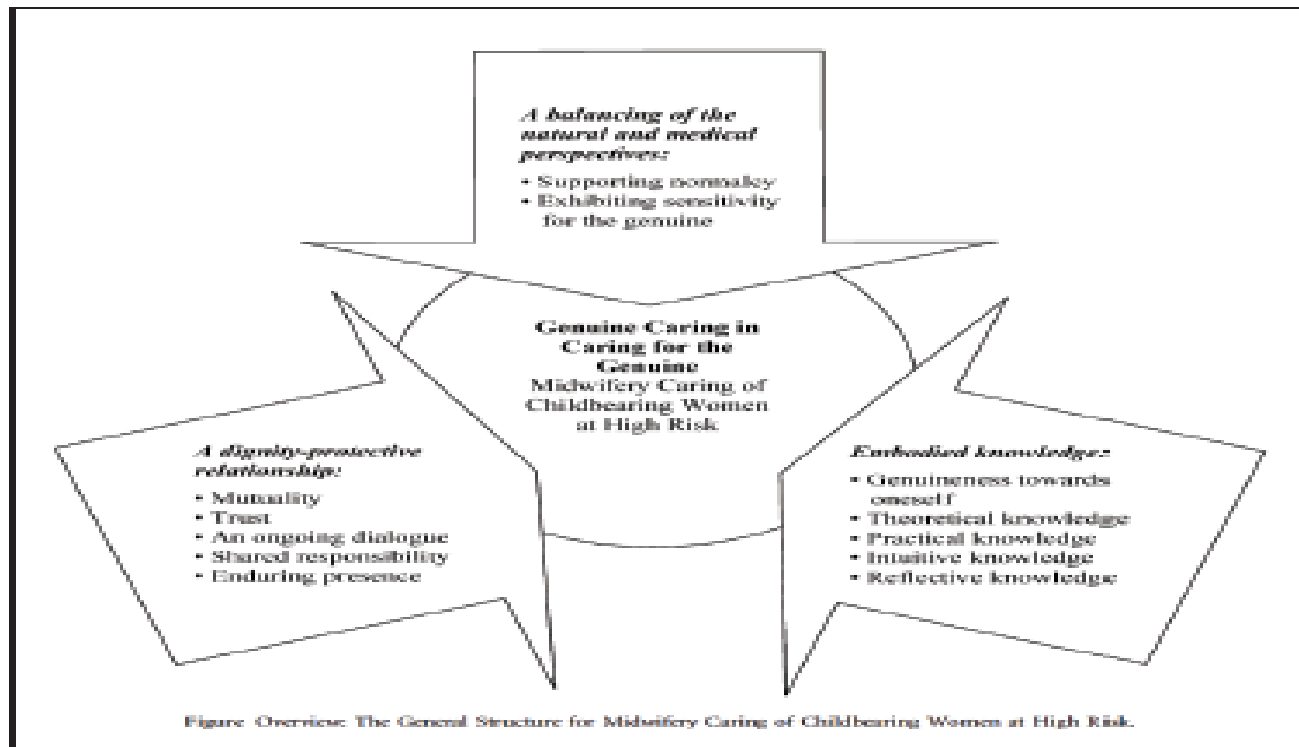 A balancing of the
natural and medical
perspectives:
• Supporting normalcy
• Exhibiting sensitivity
for the genuine
Genuine Caring in
Caring for the
Genuine
Midwifery Caring of
Childbearing Women
at High Risk
A dignity-protective
relationship:
• Mutuality
• Trust
• An ongoing dialogue
• Shared responsibility
• Enduring presence
Embodied knowledge:
• Genuineness towards
oneself
• Theoretical knowledge
• Practical knowledge
• Intuitive knowledge
• Reflective knowledge
Figure Overview: The General Structure for Midwifery Caring of Childbearing Women at High Risk.